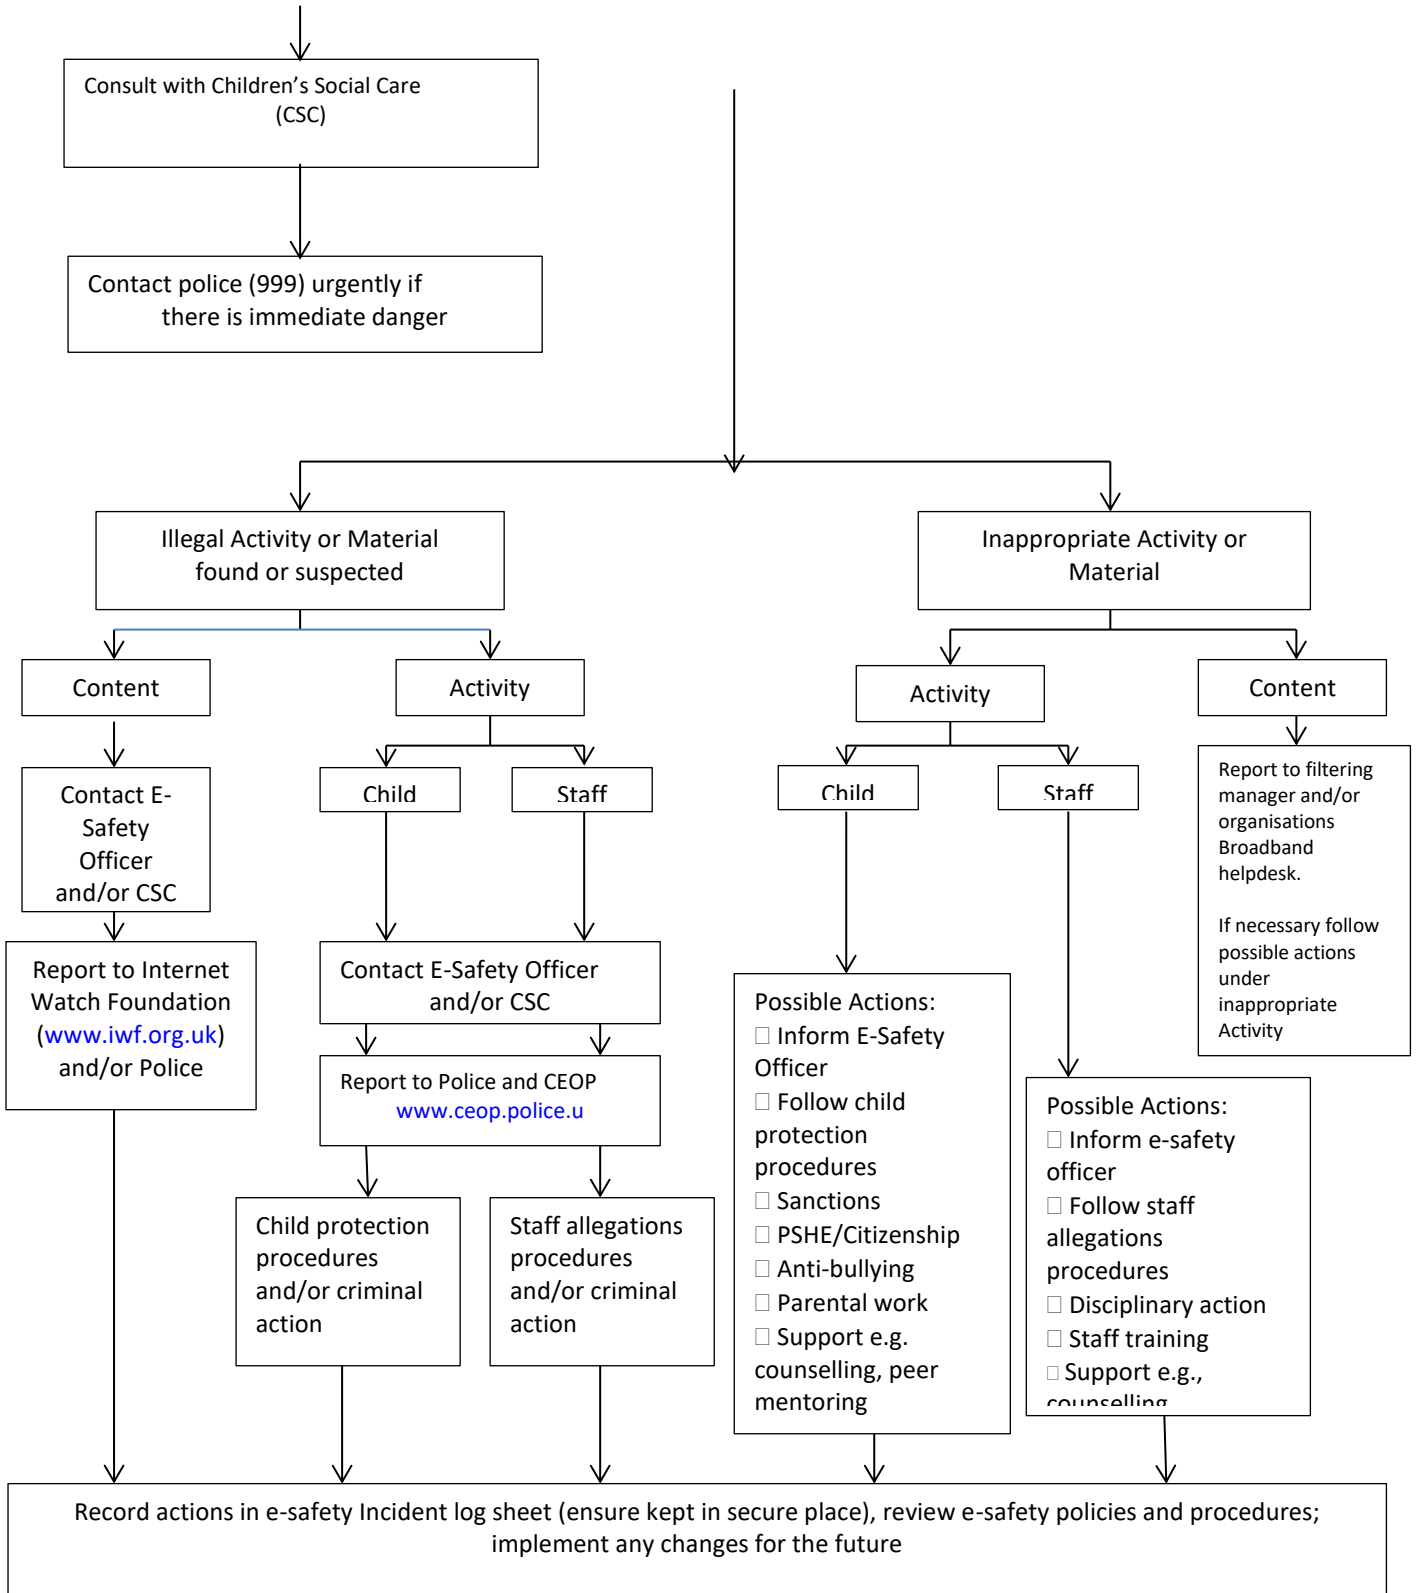 Consult with Children's Social Care
(CSC)
Contact police (999) urgently if
there is immediate danger
Illegal Activity or Material
found or suspected
Inappropriate Activity or
Material
Content
Activity
Activity
Content
Child
Staff
Child
Staff
Contact E-
Safety
Officer
and/or CSC
Report to filtering
manager and/or
organisations
Broadband
helpdesk.
If necessary follow
possible actions
under
inappropriate
Activity
Report to Internet
Watch Foundation
(www.iwf.org.uk)
and/or Police
Contact E-Safety Officer
and/or CSC
Report to Police and CEOP
www.ceop.police.u
Child protection
procedures
and/or criminal
action
Staff allegations
procedures
and/or criminal
action
Possible Actions:
□ Inform E-Safety
Officer
□ Follow child
protection
procedures
□ Sanctions
□ PSHE/Citizenship
□ Anti-bullying
□ Parental work
□ Support e.g.
counselling, peer
mentoring
Possible Actions:
□ Inform e-safety
officer
□ Follow staff
allegations
procedures
□ Disciplinary action
□ Staff training
□ Support e.g.,
counselling
Record actions in e-safety Incident log sheet (ensure kept in secure place), review e-safety policies and procedures;
implement any changes for the future